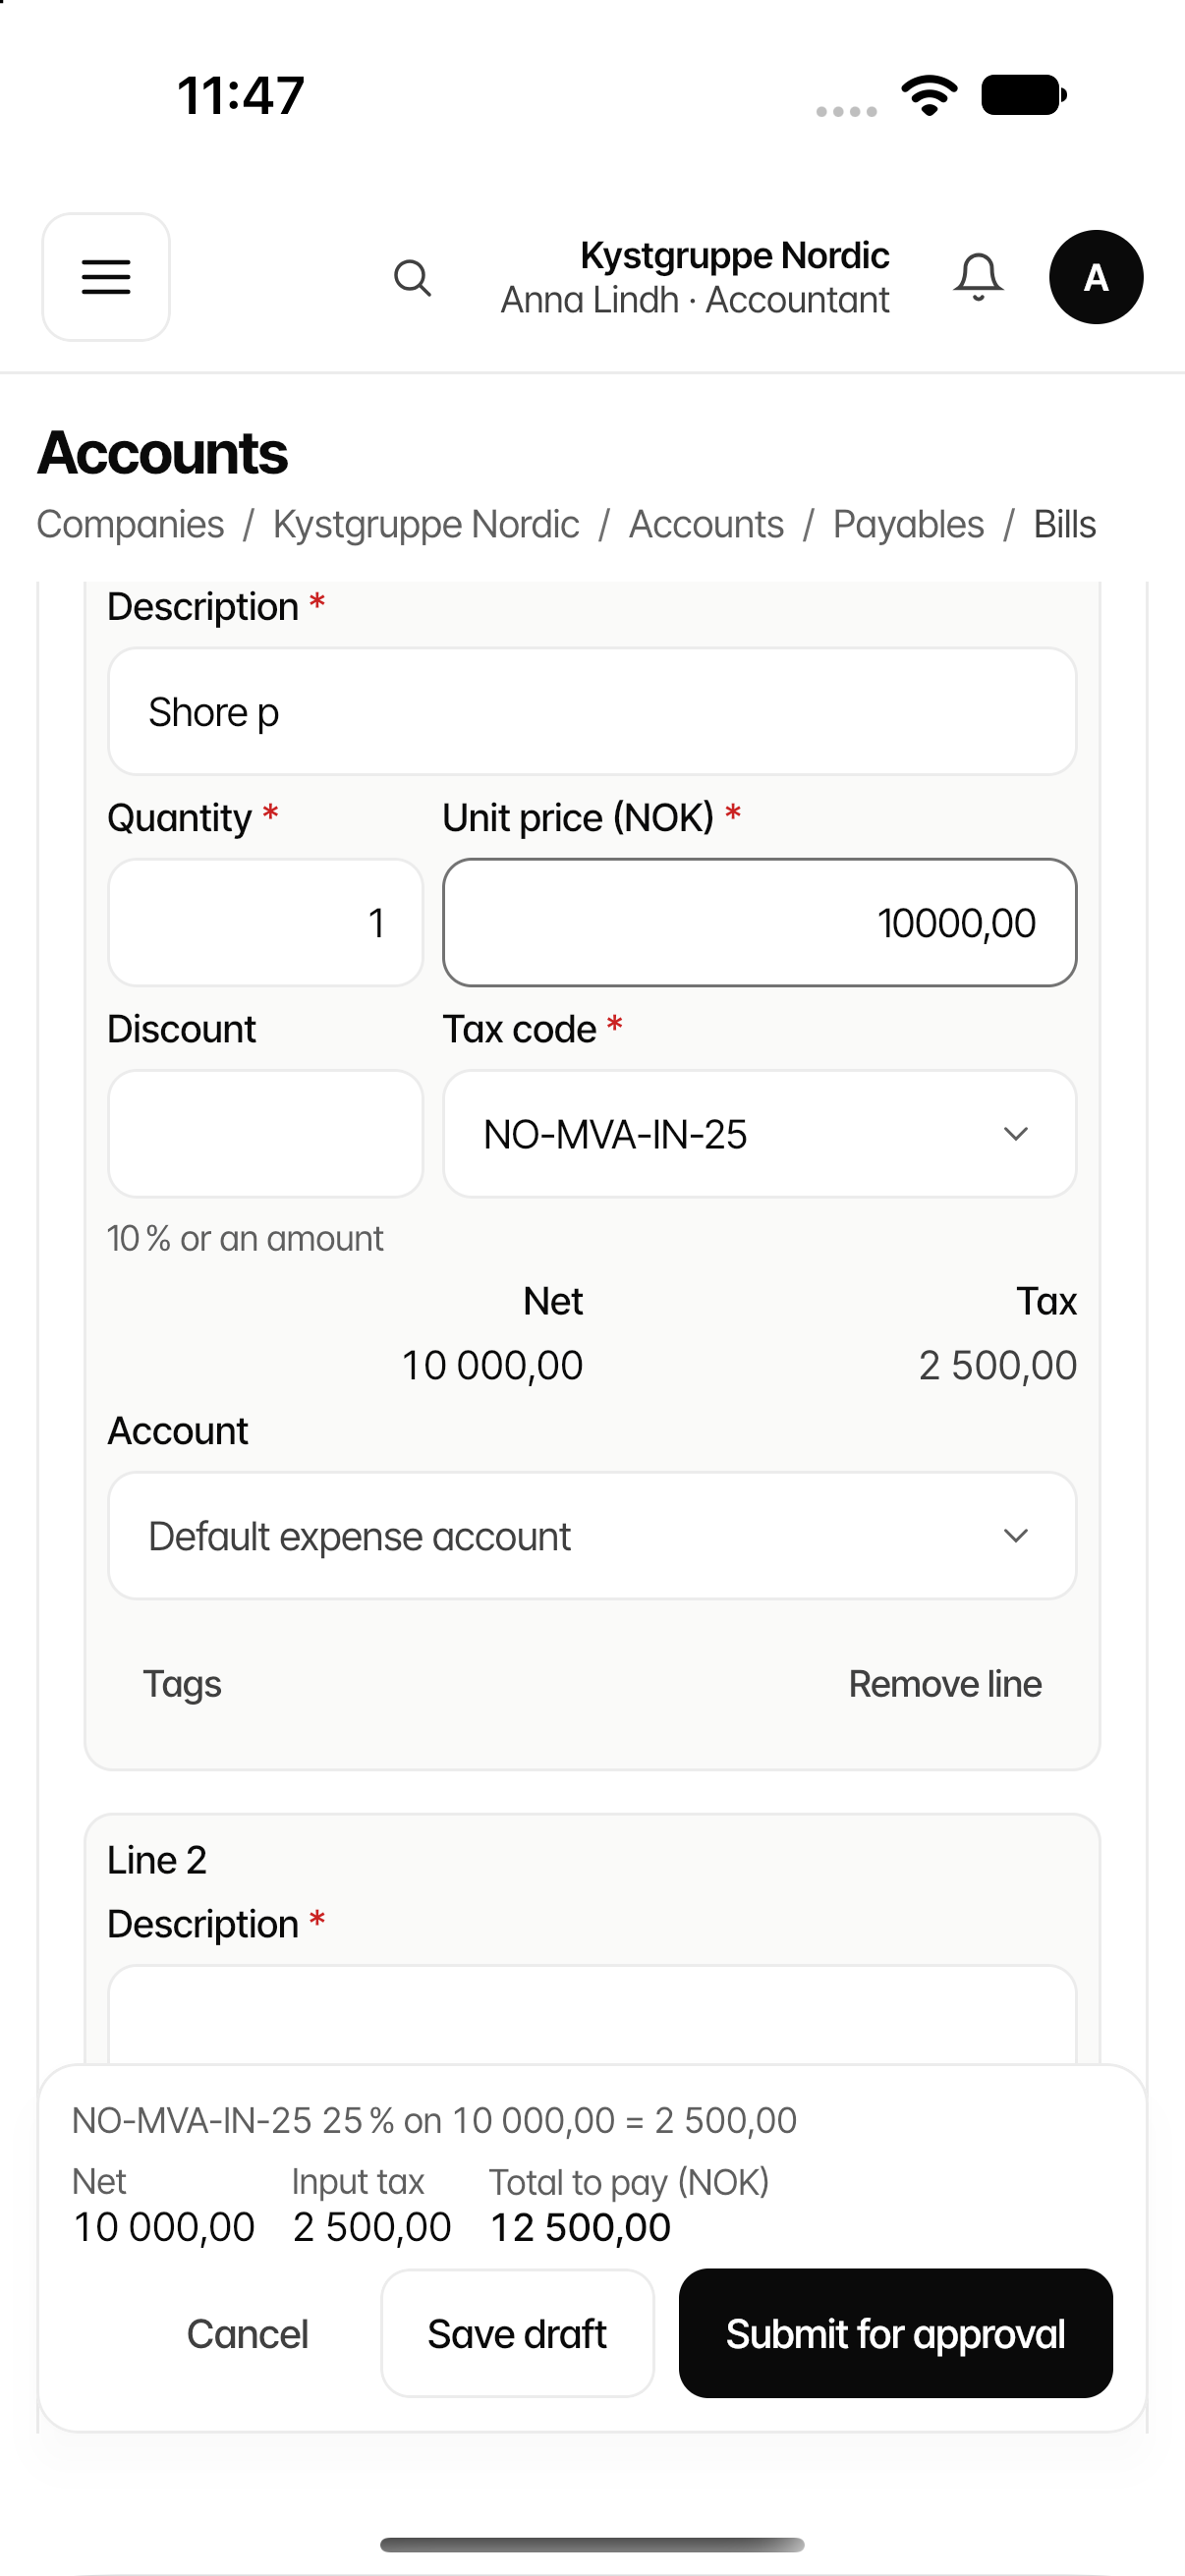 11:47
Kystgruppe Nordic
Anna Lindh · Accountant
A
Accounts
Companies / Kystgruppe Nordic / Accounts / Payables / Bills
Description *
Shore p
Quantity * Unit price (NOK) *
1 10000,00
Discount Tax code *
NO-MVA-IN-25
10 % or an amount
Net Tax
10 000,00 2 500,00
Account
Default expense account
Tags Remove line
Line 2
Description *
NO-MVA-IN-25 25 % on 10 000,00 = 2 500,00
Net Input tax Total to pay (NOK)
10 000,00 2 500,00 12 500,00
Cancel Save draft Submit for approval